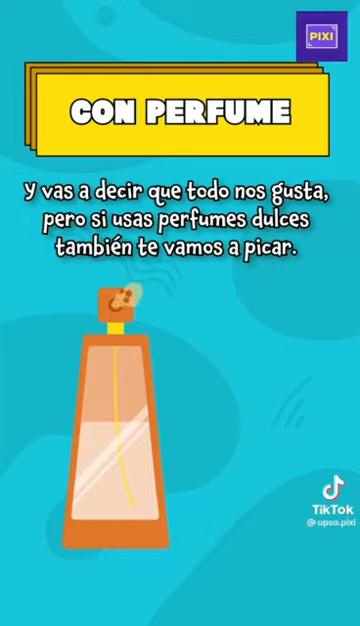 PIXI
CON PERFUME
Y vas a decir que todo nos gusta,
pero si usas perfumes dulces
también te vamos a picar.
TikTok
@upso.pixi